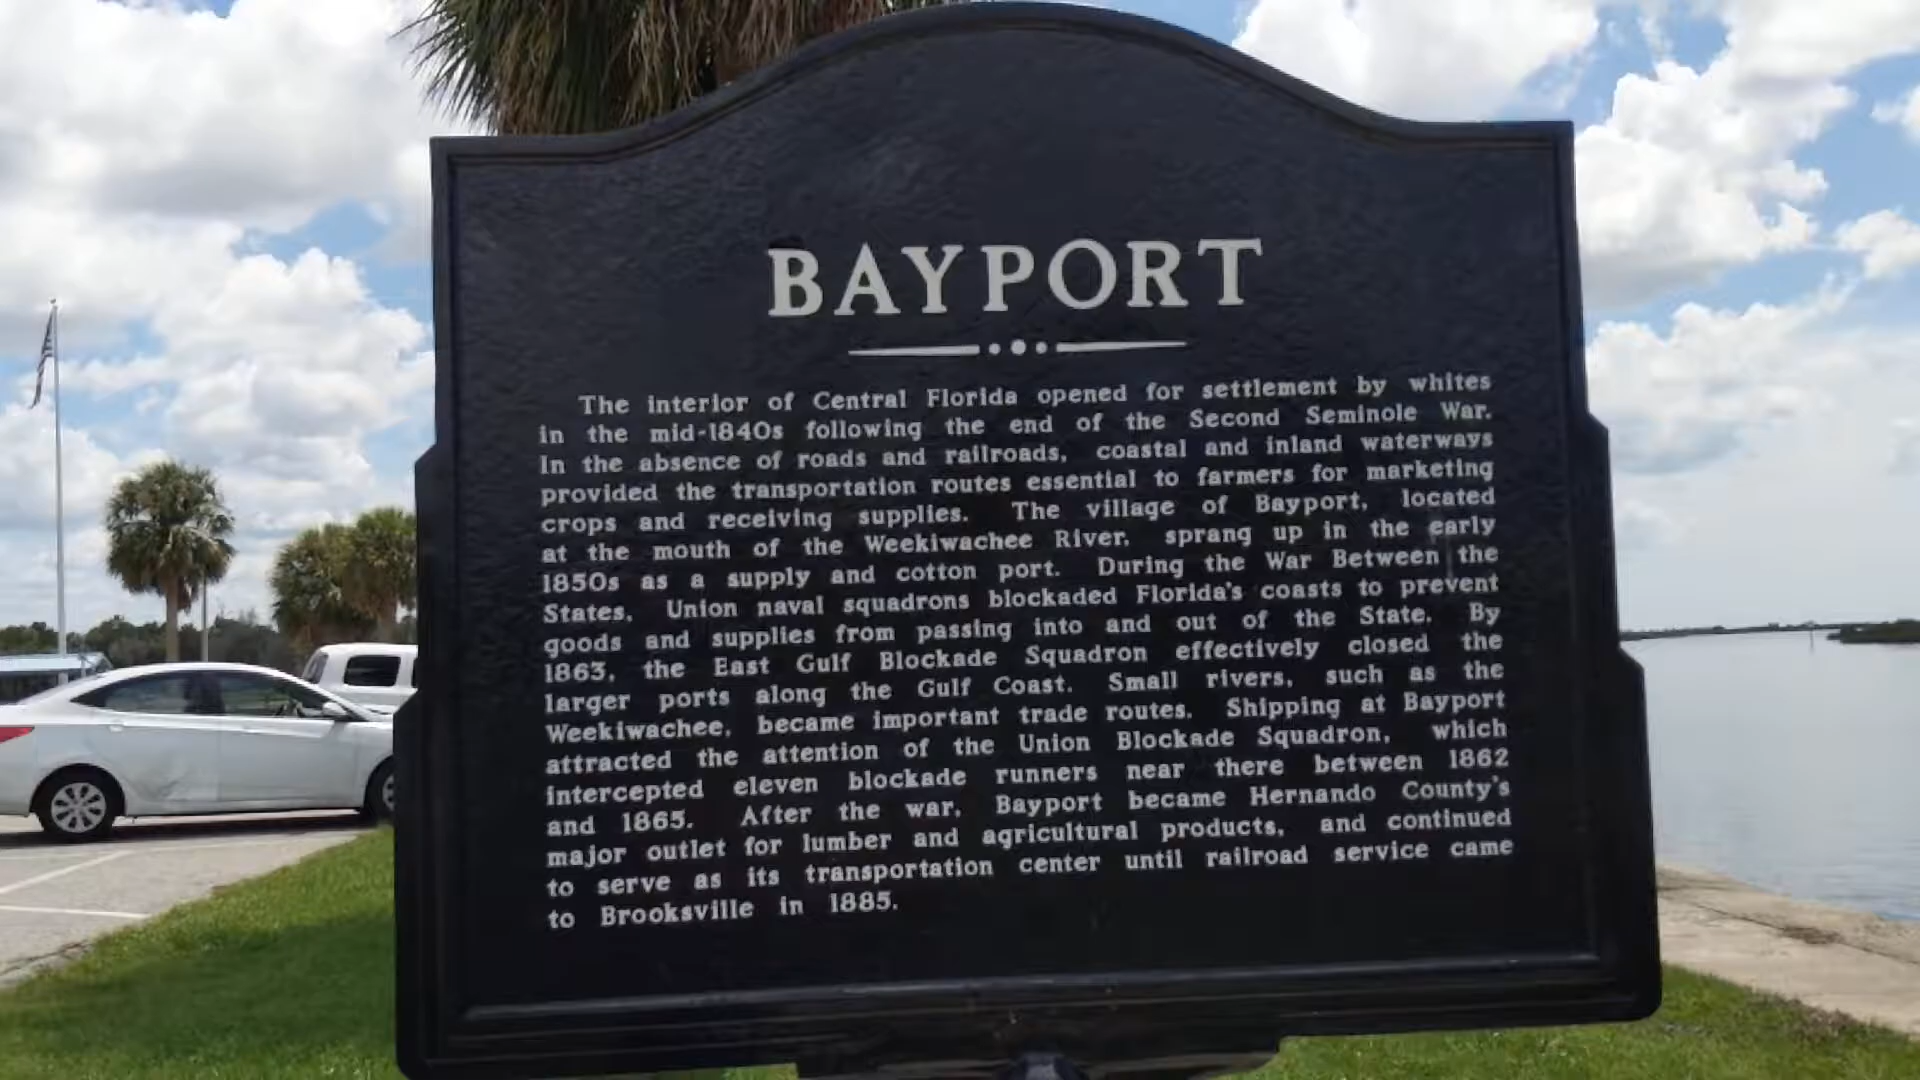 BAYPORT
The interior of Central Florida opened for settlement by whites
in the mid-1840s following the end of the Second Seminole War.
In the absence of roads and railroads, coastal and inland waterways
provided the transportation routes essential to farmers for marketing
crops and receiving supplies. The village of Bayport, located
at the mouth of the Weekiwachee River, sprang up in the early
1850s as a supply and cotton port. During the War Between the
States, Union naval squadrons blockaded Florida's coasts to prevent
goods and supplies from passing into and out of the State. By
1863, the East Gulf Blockade Squadron effectively closed the
larger ports along the Gulf Coast. Small rivers, such as the
Weekiwachee, became important trade routes. Shipping at Bayport
attracted the attention of the Union Blockade Squadron, which
intercepted eleven blockade runners near there between 1862
and 1865. After the war, Bayport became Hernando County's
major outlet for lumber and agricultural products, and continued
to serve as its transportation center until railroad service came
to Brooksville in 1885.